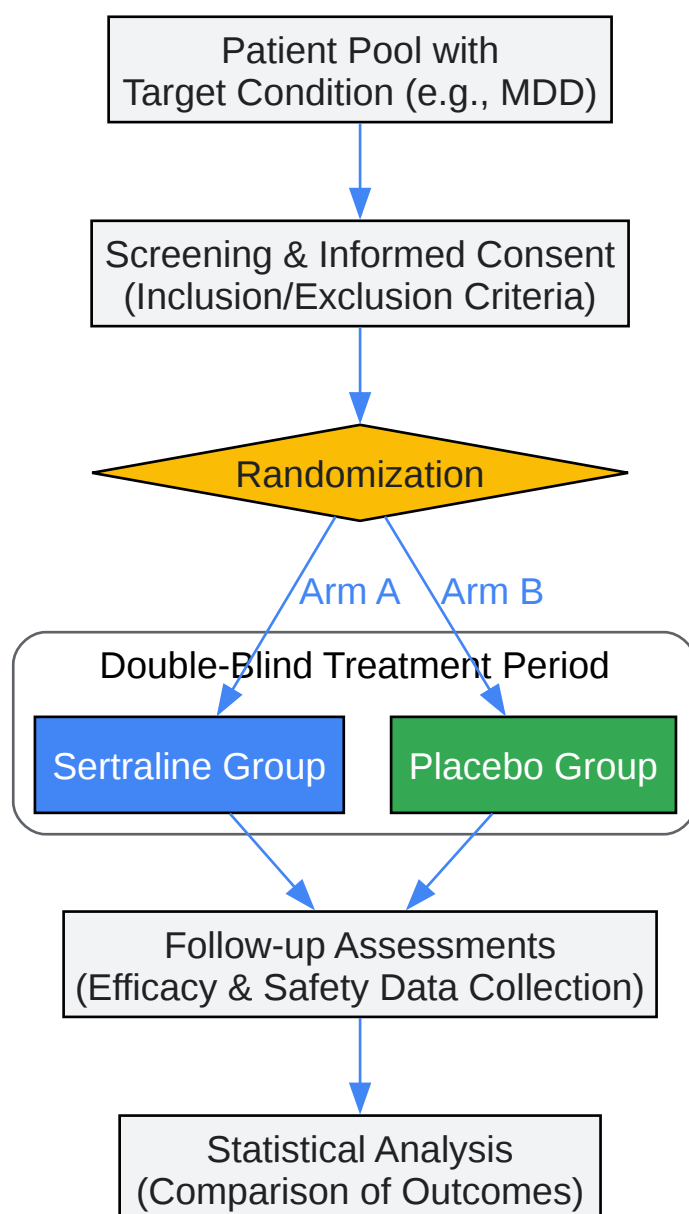 Patient Pool with
Target Condition (e.g., MDD)
Screening & Informed Consent
(Inclusion/Exclusion Criteria)
Randomization
Arm A
Arm B
Double-Blind Treatment Period
Sertraline Group
Placebo Group
Follow-up Assessments
(Efficacy & Safety Data Collection)
Statistical Analysis
(Comparison of Outcomes)